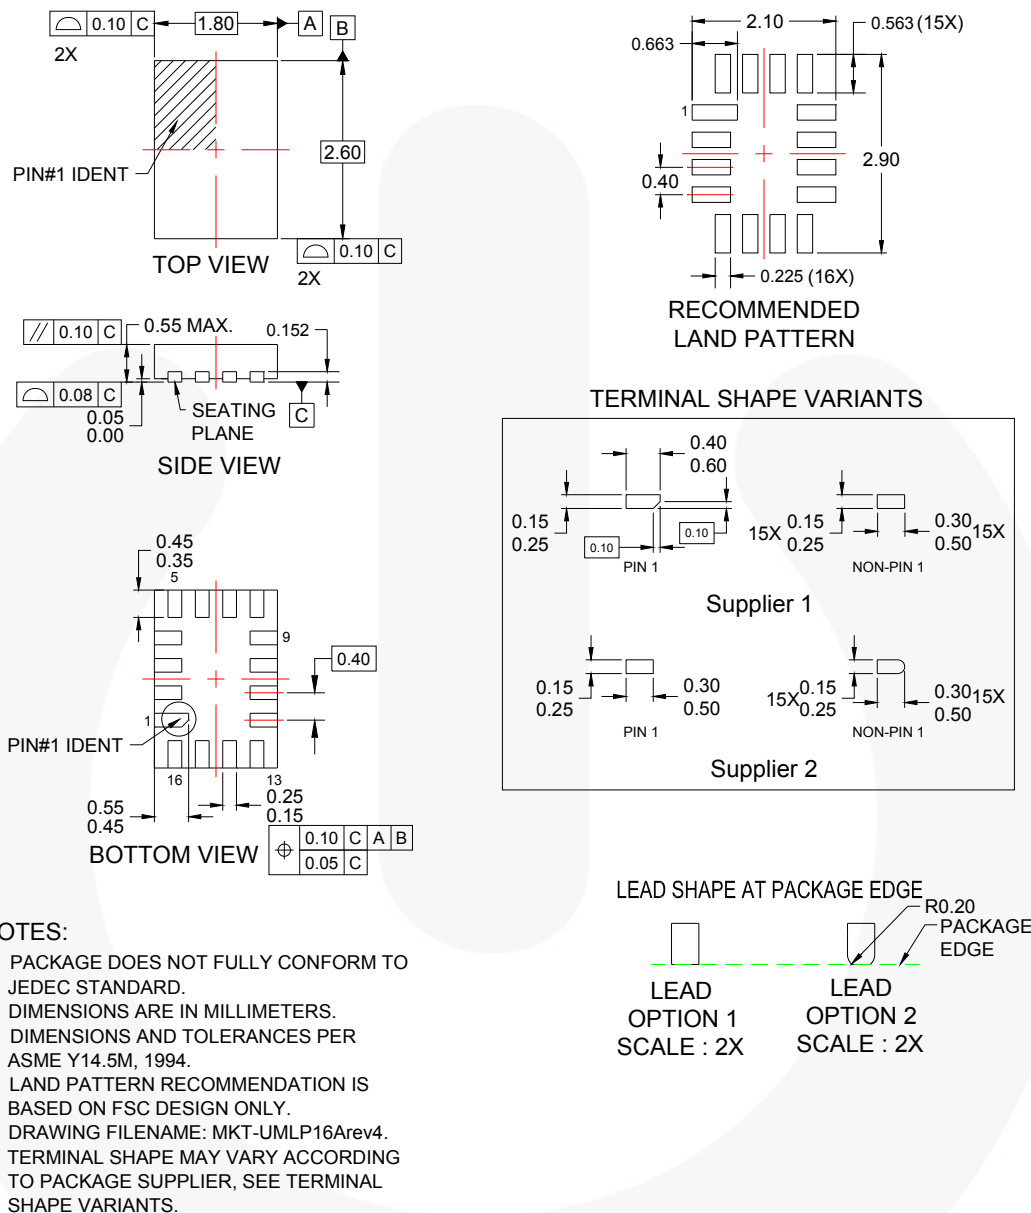 0.10 C
1.80
A
B
2X
PIN#1 IDENT
2.60
0.10 C
2X
TOP VIEW
2.10
0.563 (15X)
0.663
1
2.90
0.40
0.225 (16X)
RECOMMENDED
LAND PATTERN
// 0.10 C
0.55 MAX.
0.152
0.08 C
0.05
0.00
SEATING
PLANE
C
SIDE VIEW
TERMINAL SHAPE VARIANTS
0.40
0.60
0.15
0.25
0.10
0.10
PIN 1
15X
0.15
0.25
0.30
0.50
15X
NON-PIN 1
Supplier 1
0.15
0.25
0.30
0.50
PIN 1
15X
0.15
0.25
0.30
0.50
15X
NON-PIN 1
Supplier 2
0.45
0.35
5
9
0.40
1
PIN#1 IDENT
16
13
0.25
0.15
0.55
0.45
0.10 C A B
0.05 C
BOTTOM VIEW
LEAD SHAPE AT PACKAGE EDGE
R0.20
PACKAGE
EDGE
LEAD
OPTION 1
SCALE : 2X
LEAD
OPTION 2
SCALE : 2X
OTES:
PACKAGE DOES NOT FULLY CONFORM TO
JEDEC STANDARD.
DIMENSIONS ARE IN MILLIMETERS.
DIMENSIONS AND TOLERANCES PER
ASME Y14.5M, 1994.
LAND PATTERN RECOMMENDATION IS
BASED ON FSC DESIGN ONLY.
DRAWING FILENAME: MKT-UMLP16Arev4.
TERMINAL SHAPE MAY VARY ACCORDING
TO PACKAGE SUPPLIER, SEE TERMINAL
SHAPE VARIANTS.